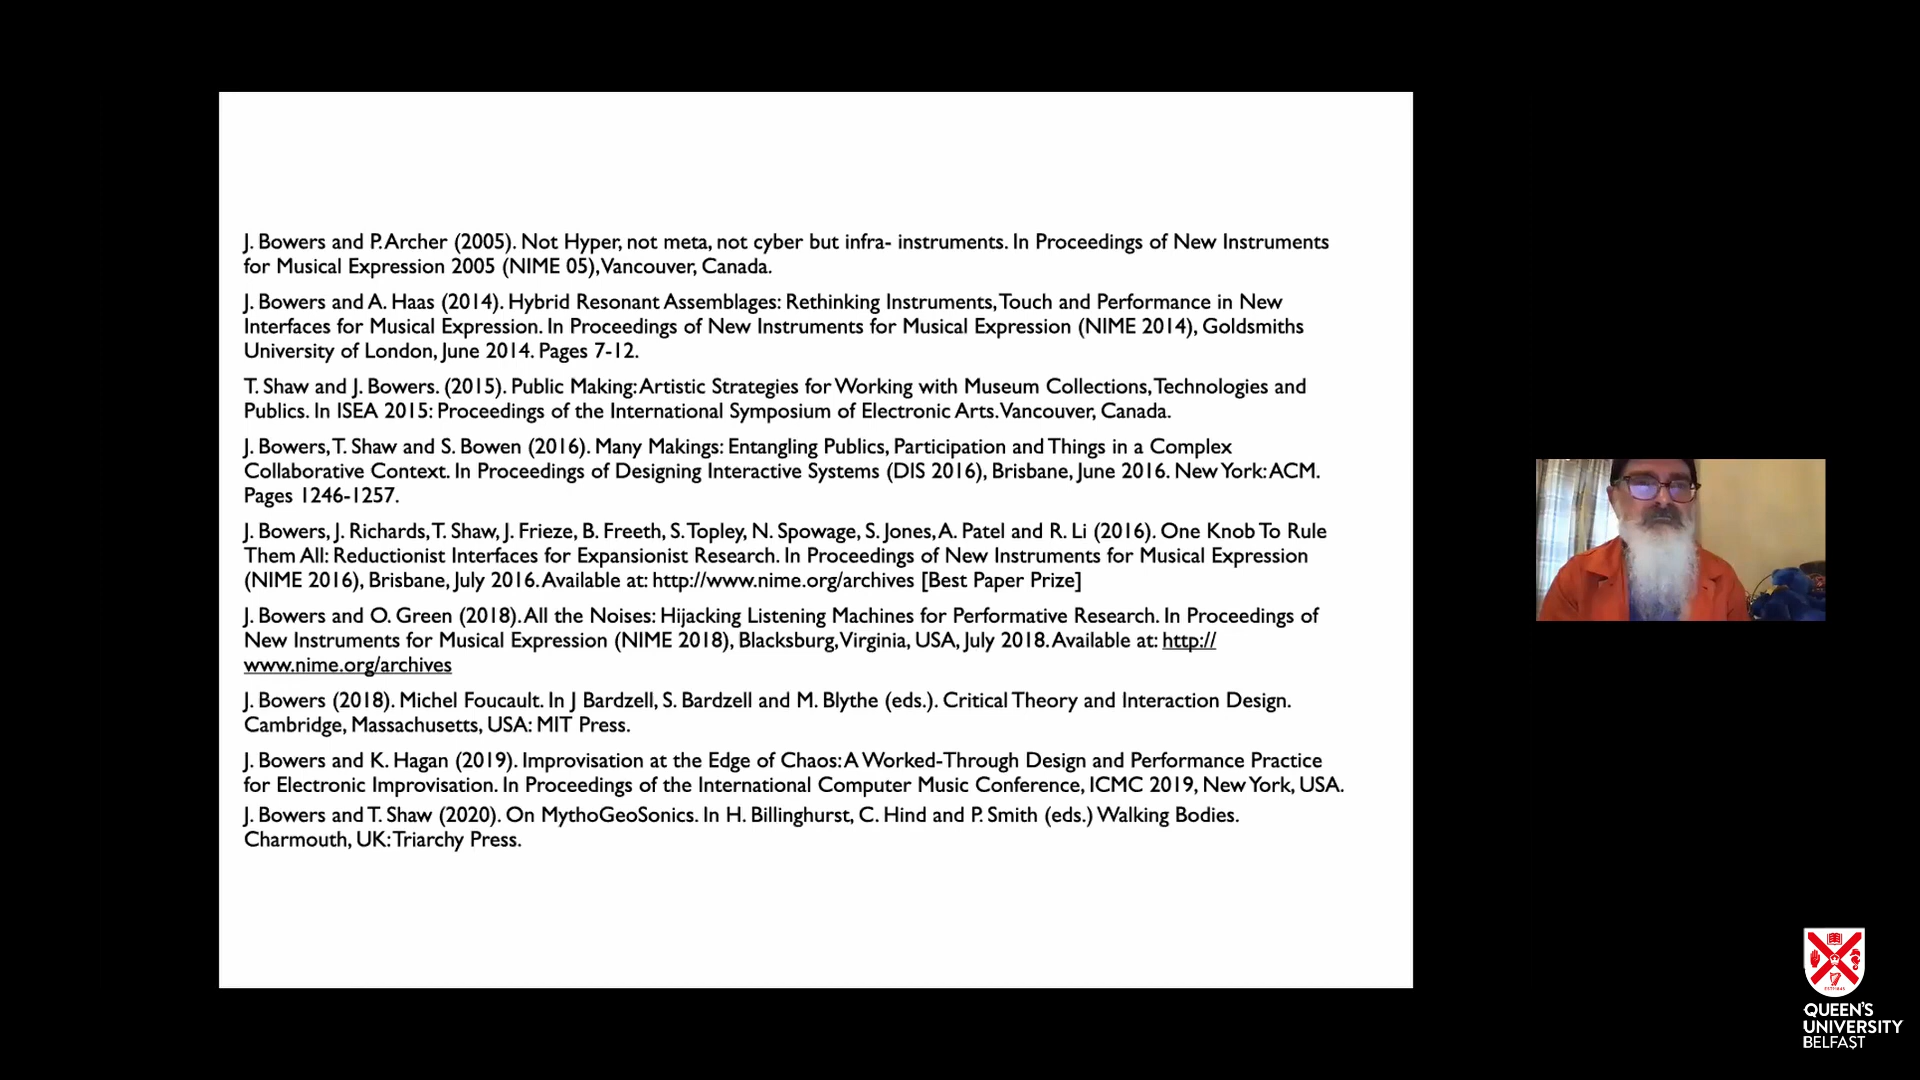 J. Bowers and P. Archer (2005). Not Hyper, not meta, not cyber but infra- instruments. In Proceedings of New Instruments
for Musical Expression 2005 (NIME 05), Vancouver, Canada.
J. Bowers and A. Haas (2014). Hybrid Resonant Assemblages: Rethinking Instruments, Touch and Performance in New
Interfaces for Musical Expression. In Proceedings of New Instruments for Musical Expression (NIME 2014), Goldsmiths
University of London, June 2014. Pages 7-12.
T. Shaw and J. Bowers. (2015). Public Making: Artistic Strategies for Working with Museum Collections, Technologies and
Publics. In ISEA 2015: Proceedings of the International Symposium of Electronic Arts. Vancouver, Canada.
J. Bowers, T. Shaw and S. Bowen (2016). Many Makings: Entangling Publics, Participation and Things in a Complex
Collaborative Context. In Proceedings of Designing Interactive Systems (DIS 2016), Brisbane, June 2016. New York: ACM.
Pages 1246-1257.
J. Bowers, J. Richards, T. Shaw, J. Frieze, B. Freeth, S. Topley, N. Spowage, S. Jones, A. Patel and R. Li (2016). One Knob To Rule
Them All: Reductionist Interfaces for Expansionist Research. In Proceedings of New Instruments for Musical Expression
(NIME 2016), Brisbane, July 2016. Available at: http://www.nime.org/archives [Best Paper Prize]
J. Bowers and O. Green (2018). All the Noises: Hijacking Listening Machines for Performative Research. In Proceedings of
New Instruments for Musical Expression (NIME 2018), Blacksburg, Virginia, USA, July 2018. Available at: http://
www.nime.org/archives
J. Bowers (2018). Michel Foucault. In J Bardzell, S. Bardzell and M. Blythe (eds.). Critical Theory and Interaction Design.
Cambridge, Massachusetts, USA: MIT Press.
J. Bowers and K. Hagan (2019). Improvisation at the Edge of Chaos: A Worked-Through Design and Performance Practice
for Electronic Improvisation. In Proceedings of the International Computer Music Conference, ICMC 2019, New York, USA.
J. Bowers and T. Shaw (2020). On MythoGeoSonics. In H. Billinghurst, C. Hind and P. Smith (eds.) Walking Bodies.
Charmouth, UK: Triarchy Press.
QUEEN'S
UNIVERSITY
BELFAST